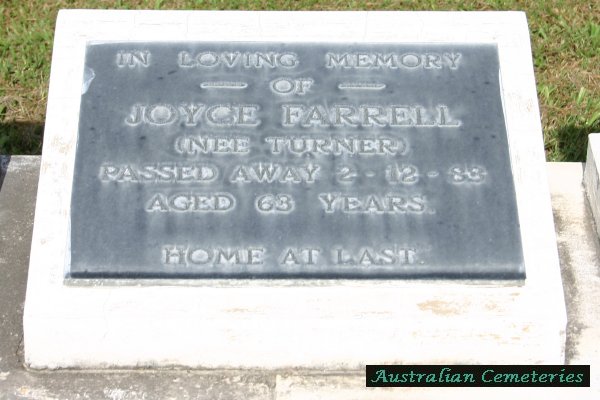 IN LOVING MEMORY
— OF —
JOYCE FARRELL
(NEE TURNER)
PASSED AWAY 2 - 12 - 83
AGED 63 YEARS.
HOME AT LAST.
Australian Cemeteries